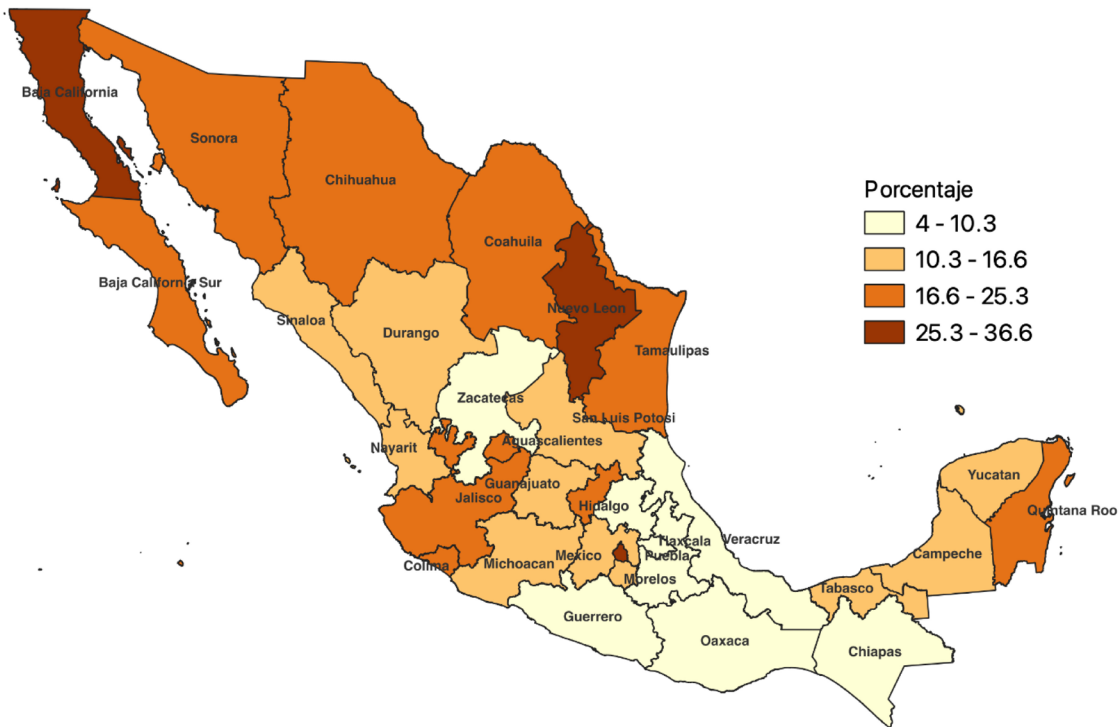 Baja California
Sonora
Chihuahua
Porcentaje
4 - 10.3
10.3 - 16.6
16.6 - 25.3
25.3 - 36.6
Coahuila
Baja California Sur
Nuevo Leon
Sinaloa
Durango
Tamaulipas
Zacatecas
San Luis Potosi
Aguascalientes
Nayarit
Yucatan
Guanajuato
Jalisco
Hidalgo
Quintana Roo
Tlaxcala
Veracruz
Mexico
Puebla
Campeche
Colima
Michoacan
Morelos
Tabasco
Guerrero
Oaxaca
Chiapas